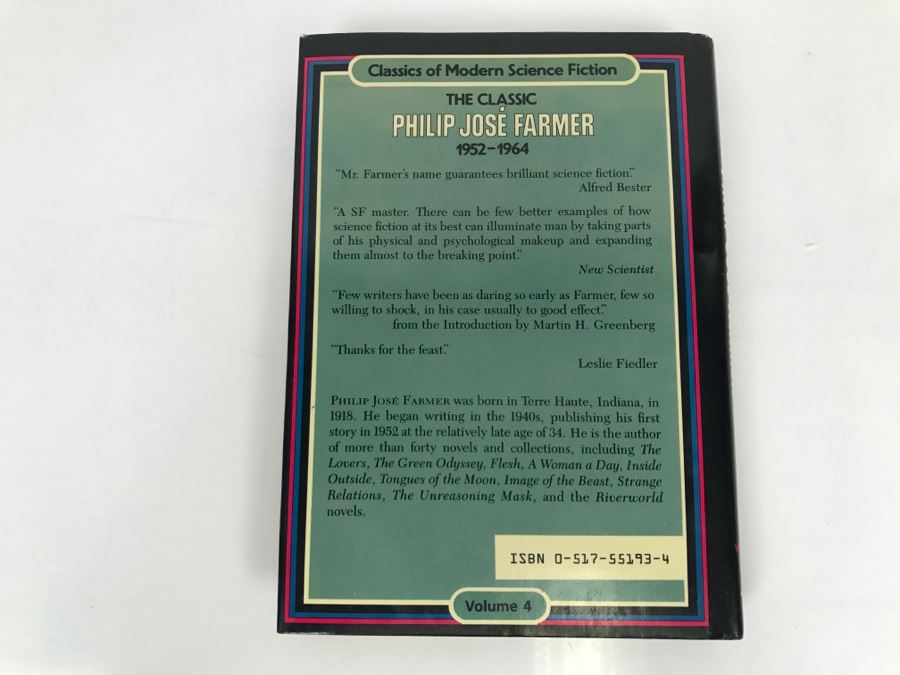 Classics of Modern Science Fiction
THE CLASSIC
PHILIP JOSÉ FARMER
1952–1964
"Mr. Farmer's name guarantees brilliant science fiction."
Alfred Bester
"A SF master. There can be few better examples of how
science fiction at its best can illuminate man by taking parts
of his physical and psychological makeup and expanding
them almost to the breaking point."
New Scientist
"Few writers have been as daring so early as Farmer, few so
willing to shock, in his case usually to good effect."
from the Introduction by Martin H. Greenberg
"Thanks for the feast."
Leslie Fiedler
PHILIP JOSÉ FARMER was born in Terre Haute, Indiana, in
1918. He began writing in the 1940s, publishing his first
story in 1952 at the relatively late age of 34. He is the author
of more than forty novels and collections, including The
Lovers, The Green Odyssey, Flesh, A Woman a Day, Inside
Outside, Tongues of the Moon, Image of the Beast, Strange
Relations, The Unreasoning Mask, and the Riverworld
novels.
ISBN 0-517-55193-4
Volume 4